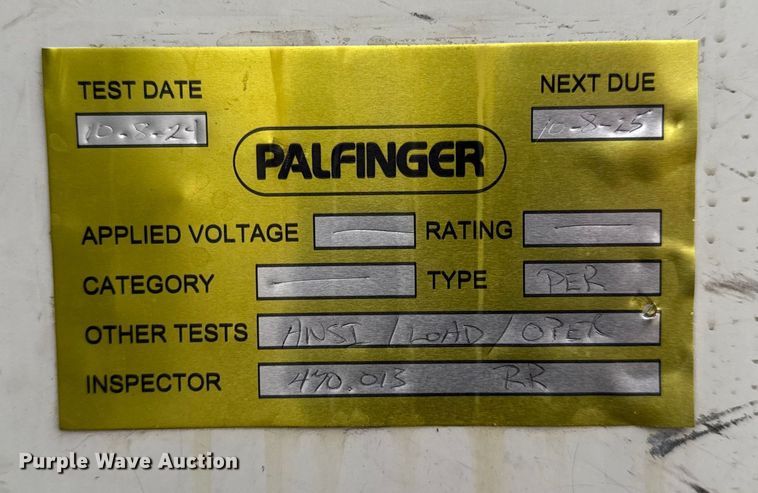 TEST DATE NEXT DUE
10-8-24 10-8-25
PALFINGER
APPLIED VOLTAGE — RATING —
CATEGORY — TYPE PER
OTHER TESTS ANSI / LOAD / OPER
INSPECTOR 470.013 RR
Purple Wave Auction